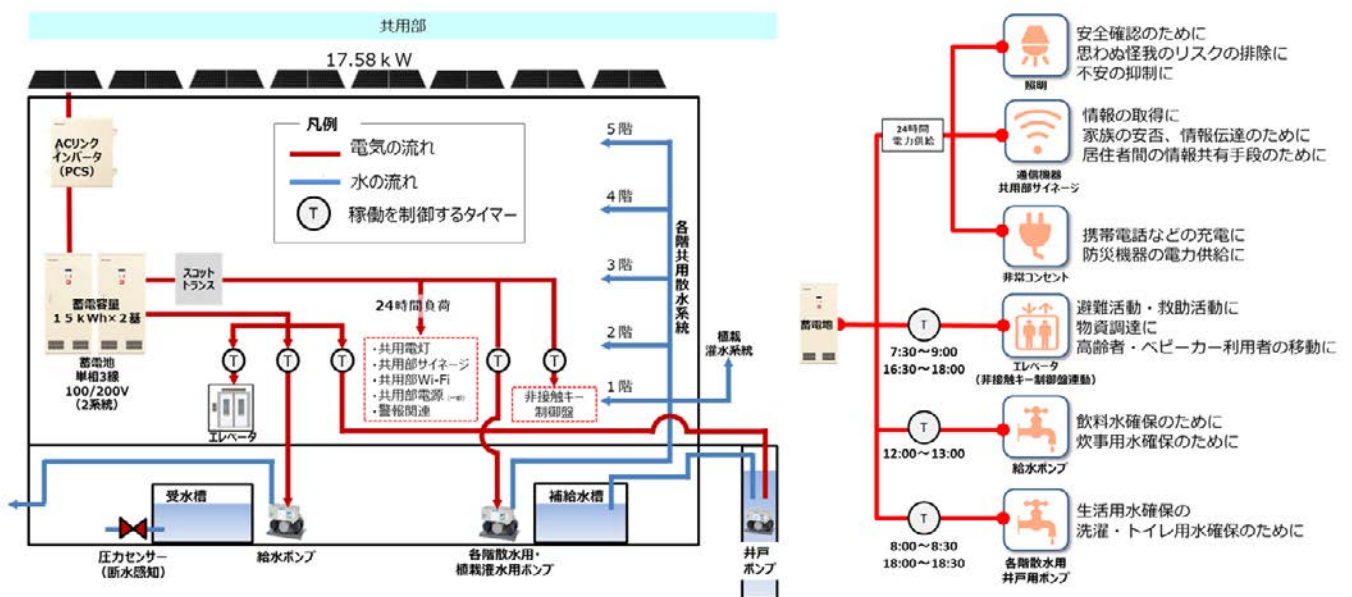 共用部
17.58ｋW
ACリンク
インバータ
(PCS)
凡例
電気の流れ
水の流れ
T
稼働を制御するタイマー
5階
4階
3階
2階
1階
各階共用散水系統
植栽
灌水系統
スコット
トランス
蓄電容量
１５ｋWh×２基
蓄電池
単相3線
100/200V
（2系統）
24時間負荷
・共用電灯
・共用部サイネージ
・共用部Wi-Fi
・共用部電源
・警報関連
T
T
T
T
T
非接触キー
制御盤
エレベータ
受水槽
圧力センサー
（断水感知）
給水ポンプ
各階散水用・
植栽灌水用ポンプ
補給水槽
井戸
ポンプ
蓄電地
24時間
電力供給
照明
安全確認のために
思わぬ怪我のリスクの排除に
不安の抑制に
通信機器
共用部サイネージ
情報の取得に
家族の安否、情報伝達のために
居住者間の情報共有手段のために
非常コンセント
携帯電話などの充電に
防災機器の電力供給に
T
7:30～9:00
16:30～18:00
エレベータ
（非接触キー制御盤連動）
避難活動・救助活動に
物資調達に
高齢者・ベビーカー利用者の移動に
T
12:00～13:00
給水ポンプ
飲料水確保のために
炊事用水確保のために
T
8:00～8:30
18:00～18:30
各階散水用
井戸用ポンプ
生活用水確保の
洗濯・トイレ用水確保のために